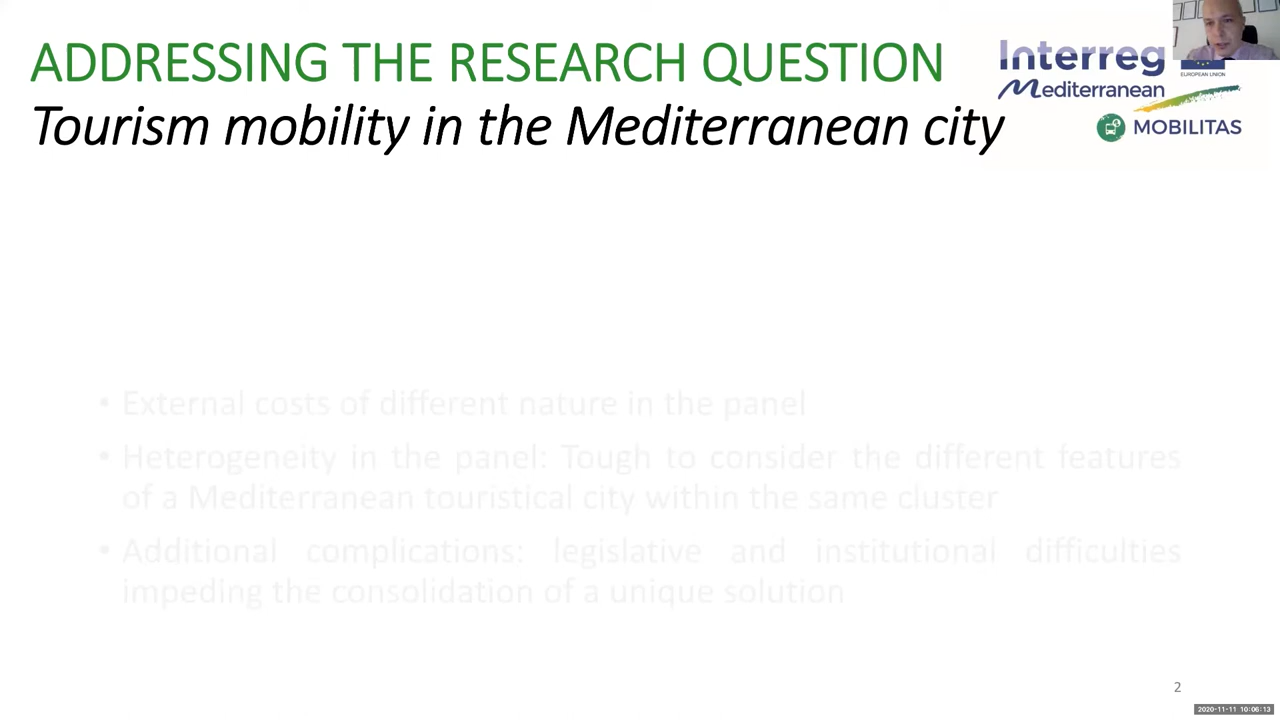 ADDRESSING THE RESEARCH QUESTION
Tourism mobility in the Mediterranean city
Interreg
EUROPEAN UNION
Mediterranean
MOBILITAS
• External costs of different nature in the panel
• Heterogeneity in the panel: Tough to consider the different features
of a Mediterranean touristical city within the same cluster
• Additional complications: legislative and institutional difficulties
impeding the consolidation of a unique solution
2
2020-11-11 10:06:13